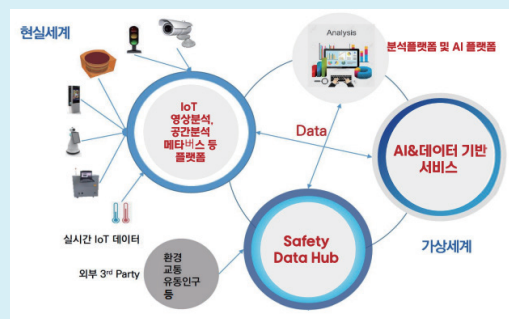 현실세계
Analysis
분석플랫폼 및 AI 플랫폼
IoT
영상분석,
공간분석
메타버스 등
플랫폼
Data
AI&데이터 기반
서비스
실시간 IoT 데이터
Safety
Data Hub
가상세계
외부 3rd Party
환경
교통
유동인구
등